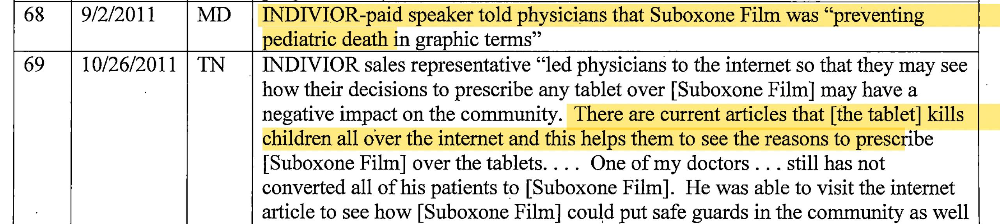 68 9/2/2011 MD INDIVIOR-paid speaker told physicians that Suboxone Film was “preventing
pediatric death in graphic terms”
69 10/26/2011 TN INDIVIOR sales representative “led physicians to the internet so that they may see
how their decisions to prescribe any tablet over [Suboxone Film] may have a
negative impact on the community. There are current articles that [the tablet] kills
children all over the internet and this helps them to see the reasons to prescribe
[Suboxone Film] over the tablets. . . . One of my doctors . . . still has not
converted all of his patients to [Suboxone Film]. He was able to visit the internet
article to see how [Suboxone Film] could put safe guards in the community as well